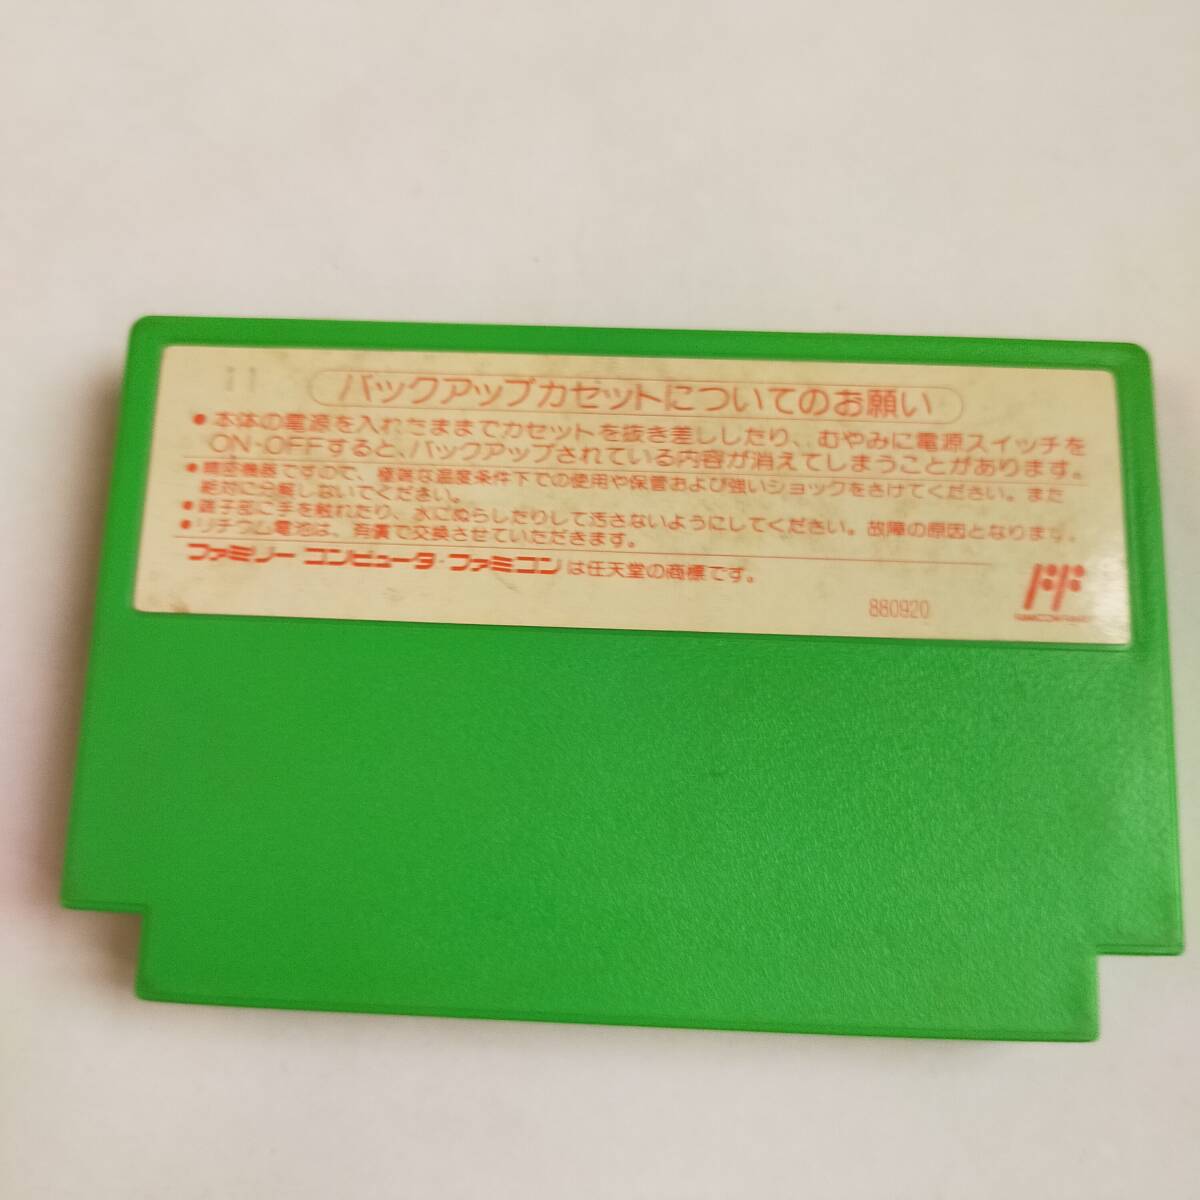 11
バックアップカセットについてのお願い
●本体の電源を入れたままでカセットを抜き差ししたり、むやみに電源スイッチを
ON・OFFすると、バックアップされている内容が消えてしまうことがあります。
●精密機器ですので、極端な温度条件下での使用や保管および強いショックをさけてください。また
絶対に分解しないでください。
●端子部に手を触れたり、水にぬらしたりして汚さないようにしてください。故障の原因となります。
●リチウム電池は、有償で交換させていただきます。
ファミリーコンピュータ・ファミコンは任天堂の商標です。
880920
FF